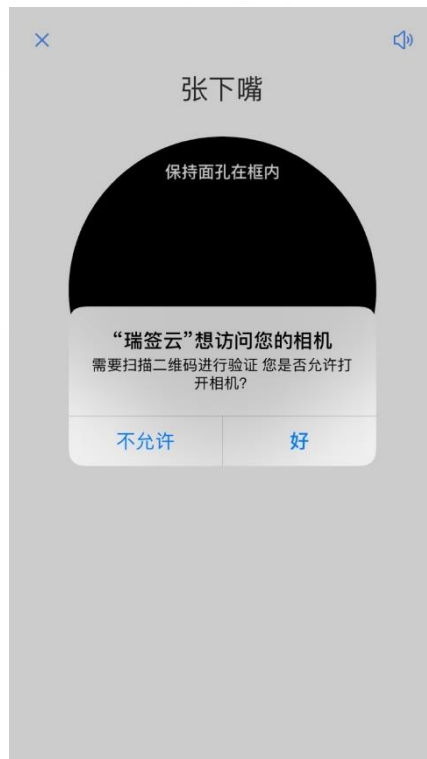 张下嘴
保持面孔在框内
“瑞签云”想访问您的相机
需要扫描二维码进行验证 您是否允许打
开相机?
不允许
好